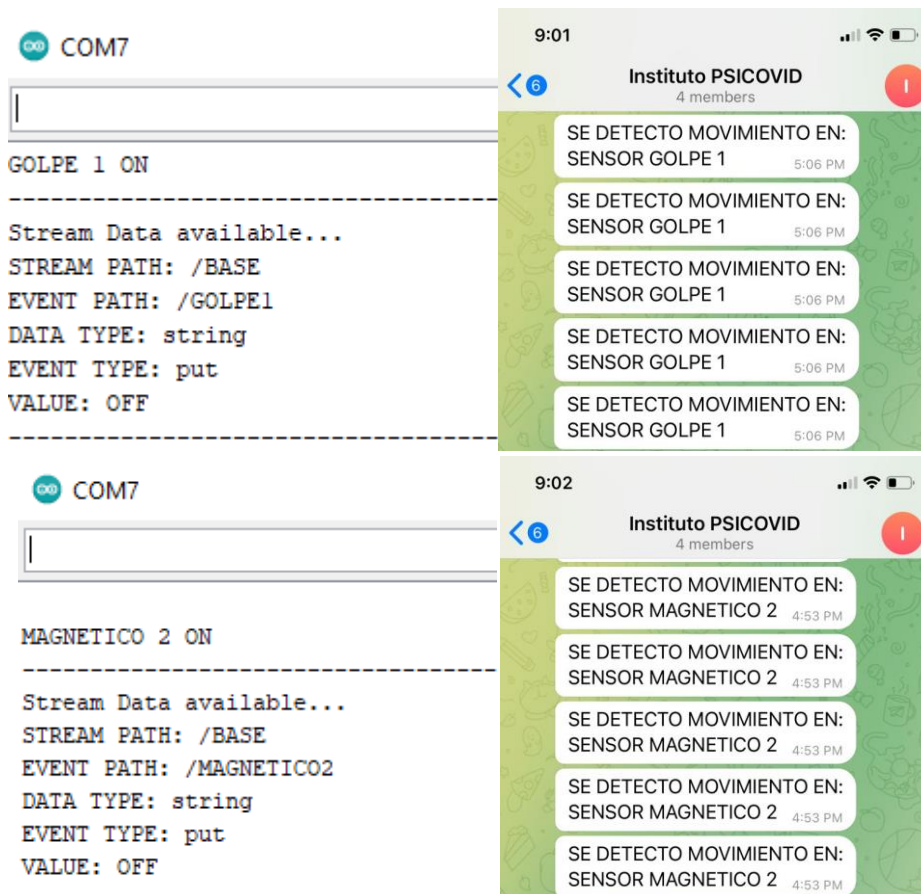 COM7
GOLPE 1 ON
Stream Data available...
STREAM PATH: /BASE
EVENT PATH: /GOLPE1
DATA TYPE: string
EVENT TYPE: put
VALUE: OFF
9:01
6
Instituto PSICOVID
4 members
I
SE DETECTO MOVIMIENTO EN:
SENSOR GOLPE 1 5:06 PM
SE DETECTO MOVIMIENTO EN:
SENSOR GOLPE 1 5:06 PM
SE DETECTO MOVIMIENTO EN:
SENSOR GOLPE 1 5:06 PM
SE DETECTO MOVIMIENTO EN:
SENSOR GOLPE 1 5:06 PM
SE DETECTO MOVIMIENTO EN:
SENSOR GOLPE 1 5:06 PM
COM7
MAGNETICO 2 ON
Stream Data available...
STREAM PATH: /BASE
EVENT PATH: /MAGNETICO2
DATA TYPE: string
EVENT TYPE: put
VALUE: OFF
9:02
6
Instituto PSICOVID
4 members
I
SE DETECTO MOVIMIENTO EN:
SENSOR MAGNETICO 2 4:53 PM
SE DETECTO MOVIMIENTO EN:
SENSOR MAGNETICO 2 4:53 PM
SE DETECTO MOVIMIENTO EN:
SENSOR MAGNETICO 2 4:53 PM
SE DETECTO MOVIMIENTO EN:
SENSOR MAGNETICO 2 4:53 PM
SE DETECTO MOVIMIENTO EN:
SENSOR MAGNETICO 2 4:53 PM